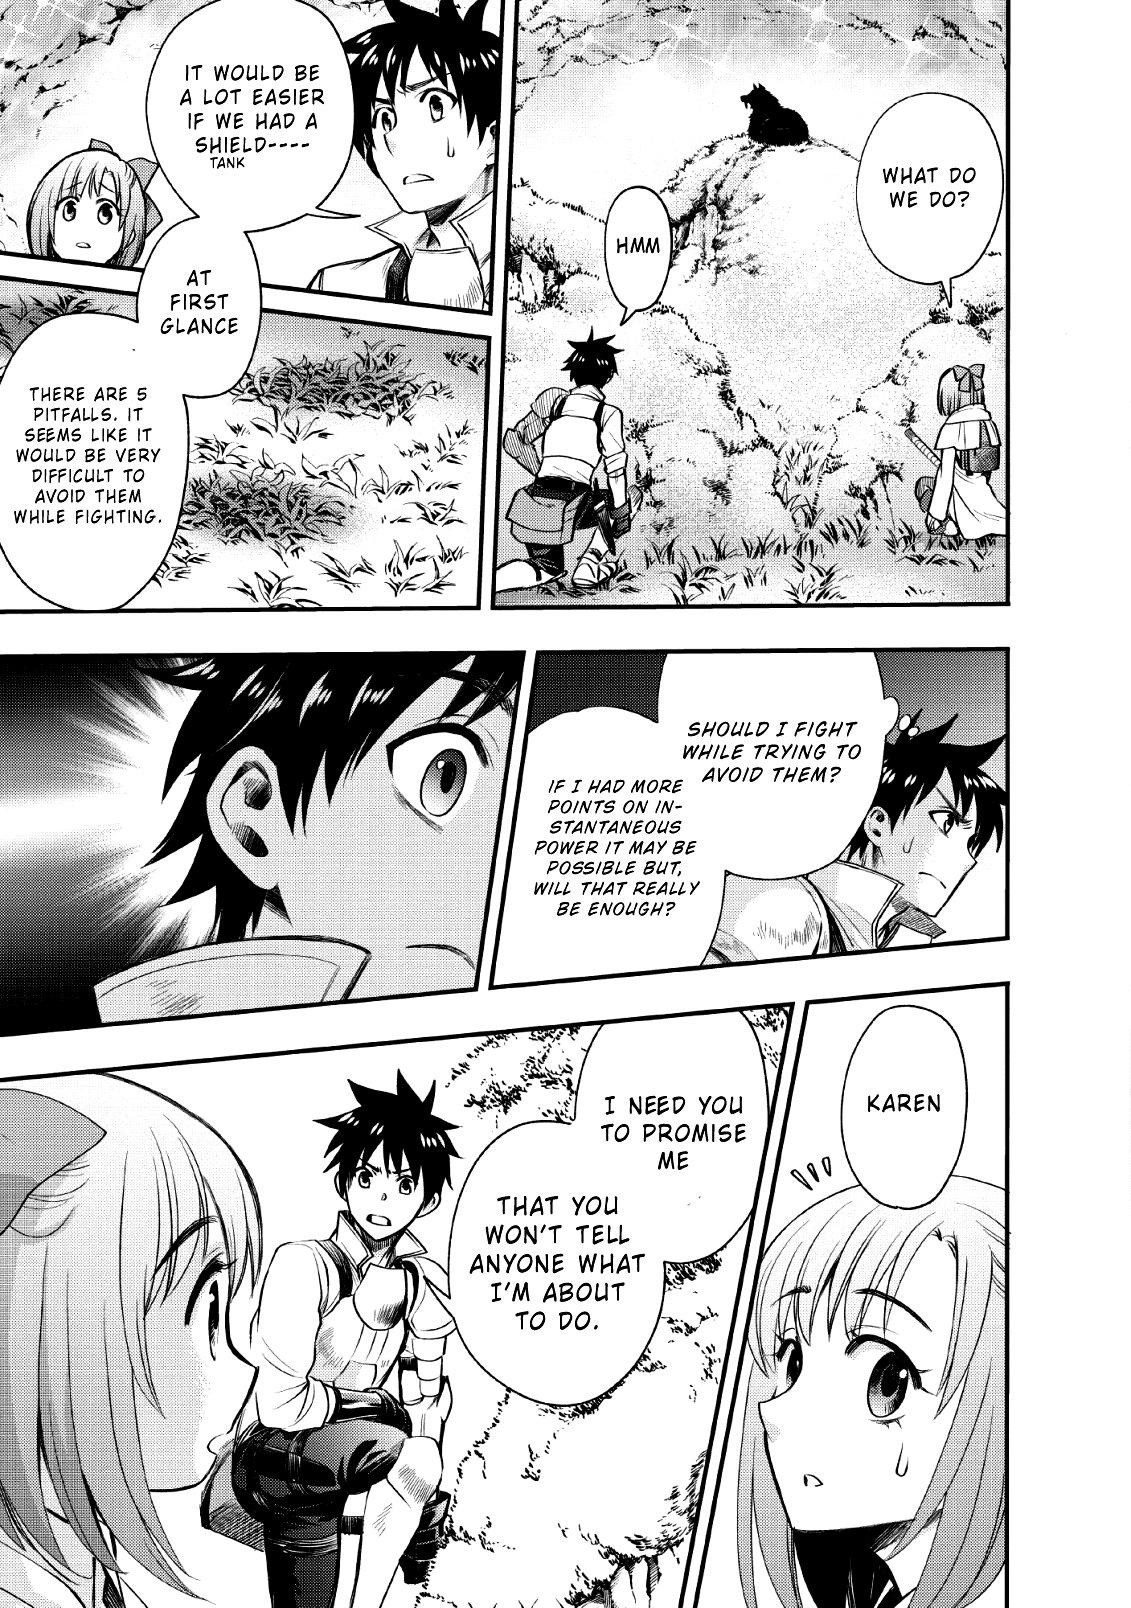 WHAT DO
WE DO?
HMM
IT WOULD BE
A LOT EASIER
IF WE HAD A
SHIELD----
TANK
AT
FIRST
GLANCE
THERE ARE 5
PITFALLS. IT
SEEMS LIKE IT
WOULD BE VERY
DIFFICULT TO
AVOID THEM
WHILE FIGHTING.
SHOULD I FIGHT
WHILE TRYING TO
AVOID THEM?
IF I HAD MORE
POINTS ON IN-
STANTANEOUS
POWER IT MAY BE
POSSIBLE BUT,
WILL THAT REALLY
BE ENOUGH?
KAREN
I NEED YOU
TO PROMISE
ME
THAT YOU
WON'T TELL
ANYONE WHAT
I'M ABOUT
TO DO.